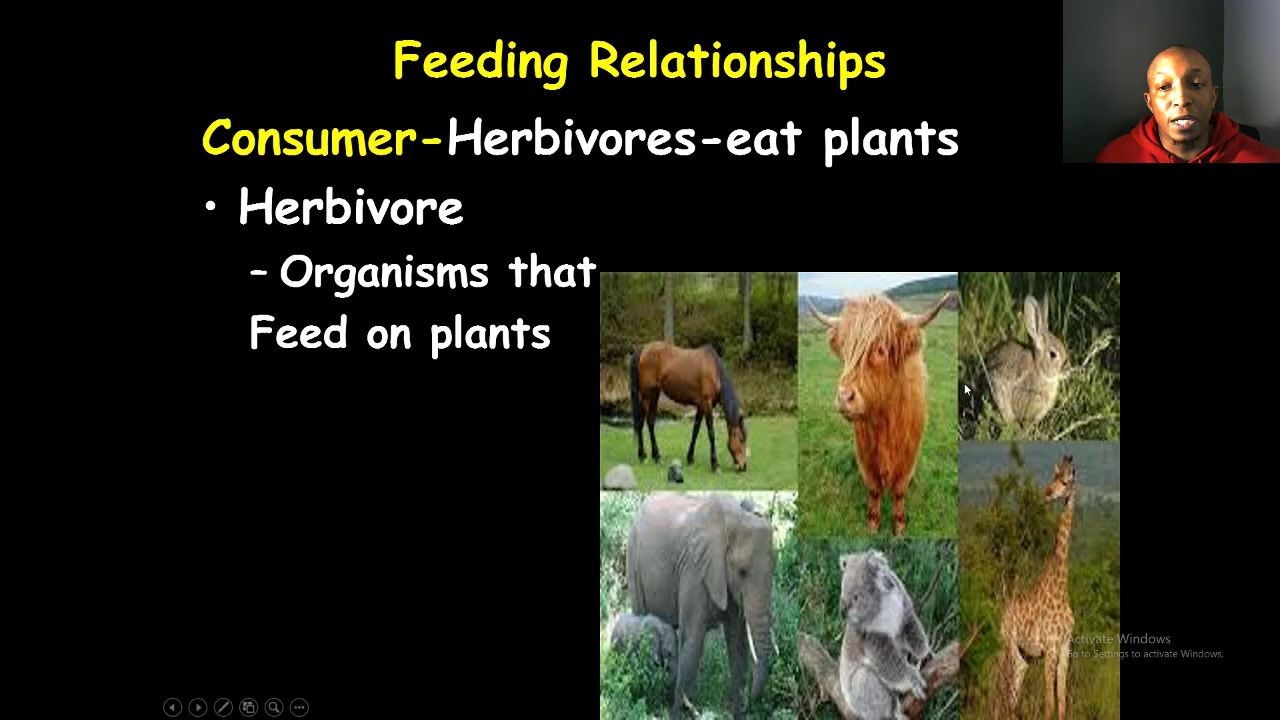 Feeding Relationships
Consumer-Herbivores-eat plants
• Herbivore
– Organisms that
Feed on plants
Activate Windows
Go to Settings to activate Windows.